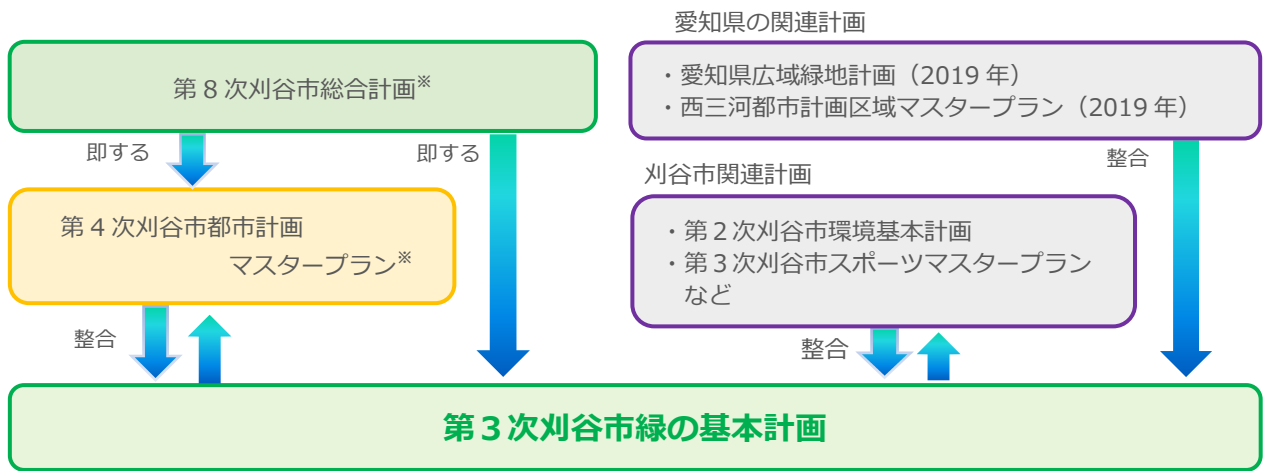 愛知県の関連計画
第８次刈谷市総合計画※
・愛知県広域緑地計画（2019 年）
・西三河都市計画区域マスタープラン（2019 年）
即する
即する
整合
刈谷市関連計画
第４次刈谷市都市計画
マスタープラン※
・第２次刈谷市環境基本計画
・第３次刈谷市スポーツマスタープラン
など
整合
整合
第３次刈谷市緑の基本計画